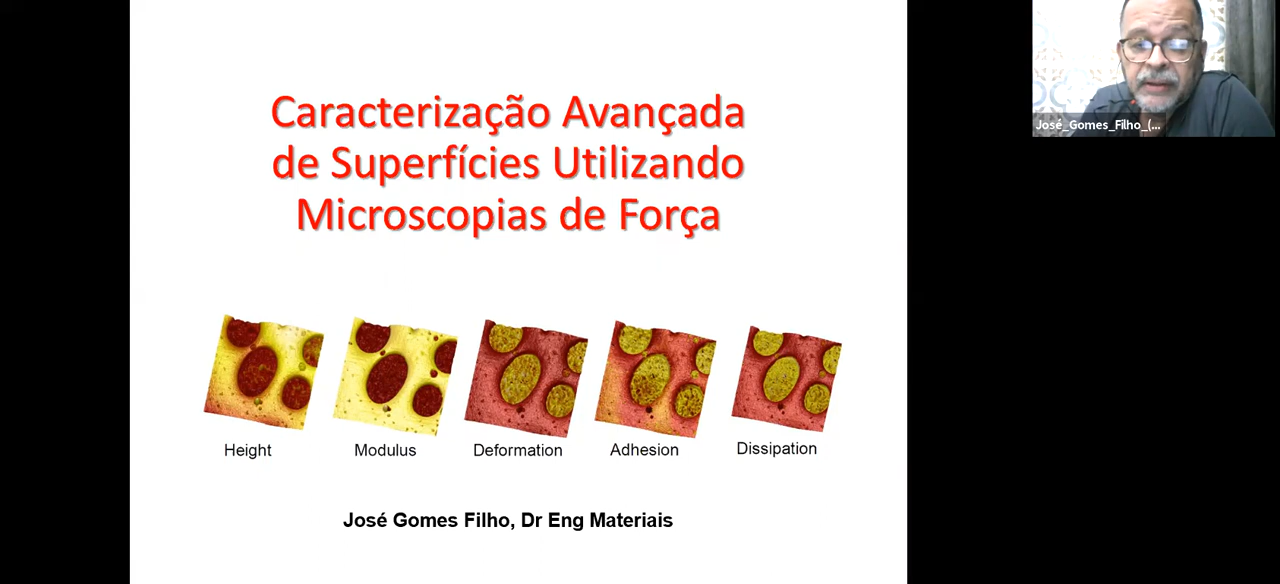 Caracterização Avançada
de Superfícies Utilizando
Microscopias de Força
Height
Modulus
Deformation
Adhesion
Dissipation
José Gomes Filho, Dr Eng Materiais
José_Gomes_Filho_(...